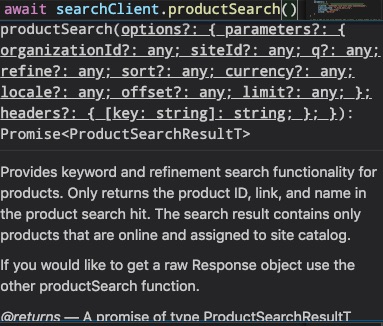 await searchClient.productSearch()
productSearch(options?: { parameters?: {
organizationId?: any; siteId?: any; q?: any;
refine?: any; sort?: any; currency?: any;
locale?: any; offset?: any; limit?: any; };
headers?: { [key: string]: string; }; }):
Promise<ProductSearchResultT>
Provides keyword and refinement search functionality for
products. Only returns the product ID, link, and name in
the product search hit. The search result contains only
products that are online and assigned to site catalog.
If you would like to get a raw Response object use the
other productSearch function.
@returns — A promise of type ProductSearchResultT